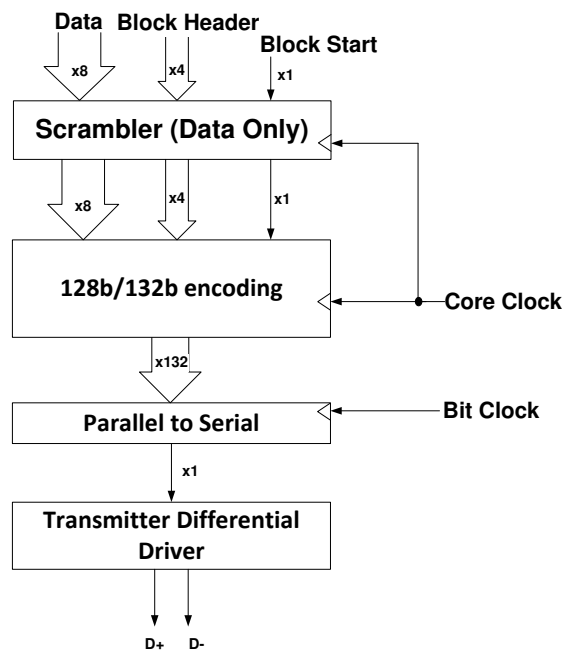 Data
Block Header
Block Start
x8
x4
x1
Scrambler (Data Only)
x8
x4
x1
128b/132b encoding
Core Clock
x132
Parallel to Serial
Bit Clock
x1
Transmitter Differential
Driver
D+
D-